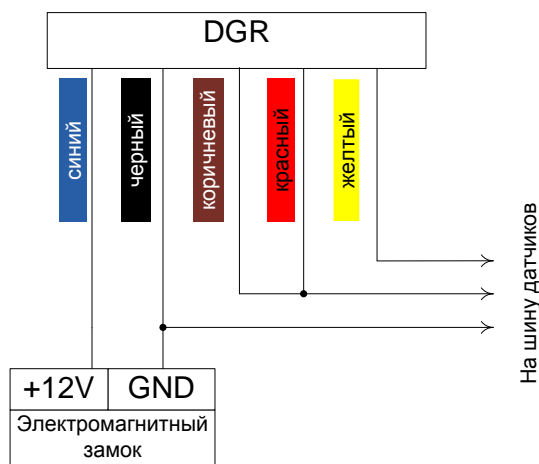 DGR
синий
черный
коричневый
красный
желтый
На шину датчиков
+12V
GND
Электромагнитный
замок